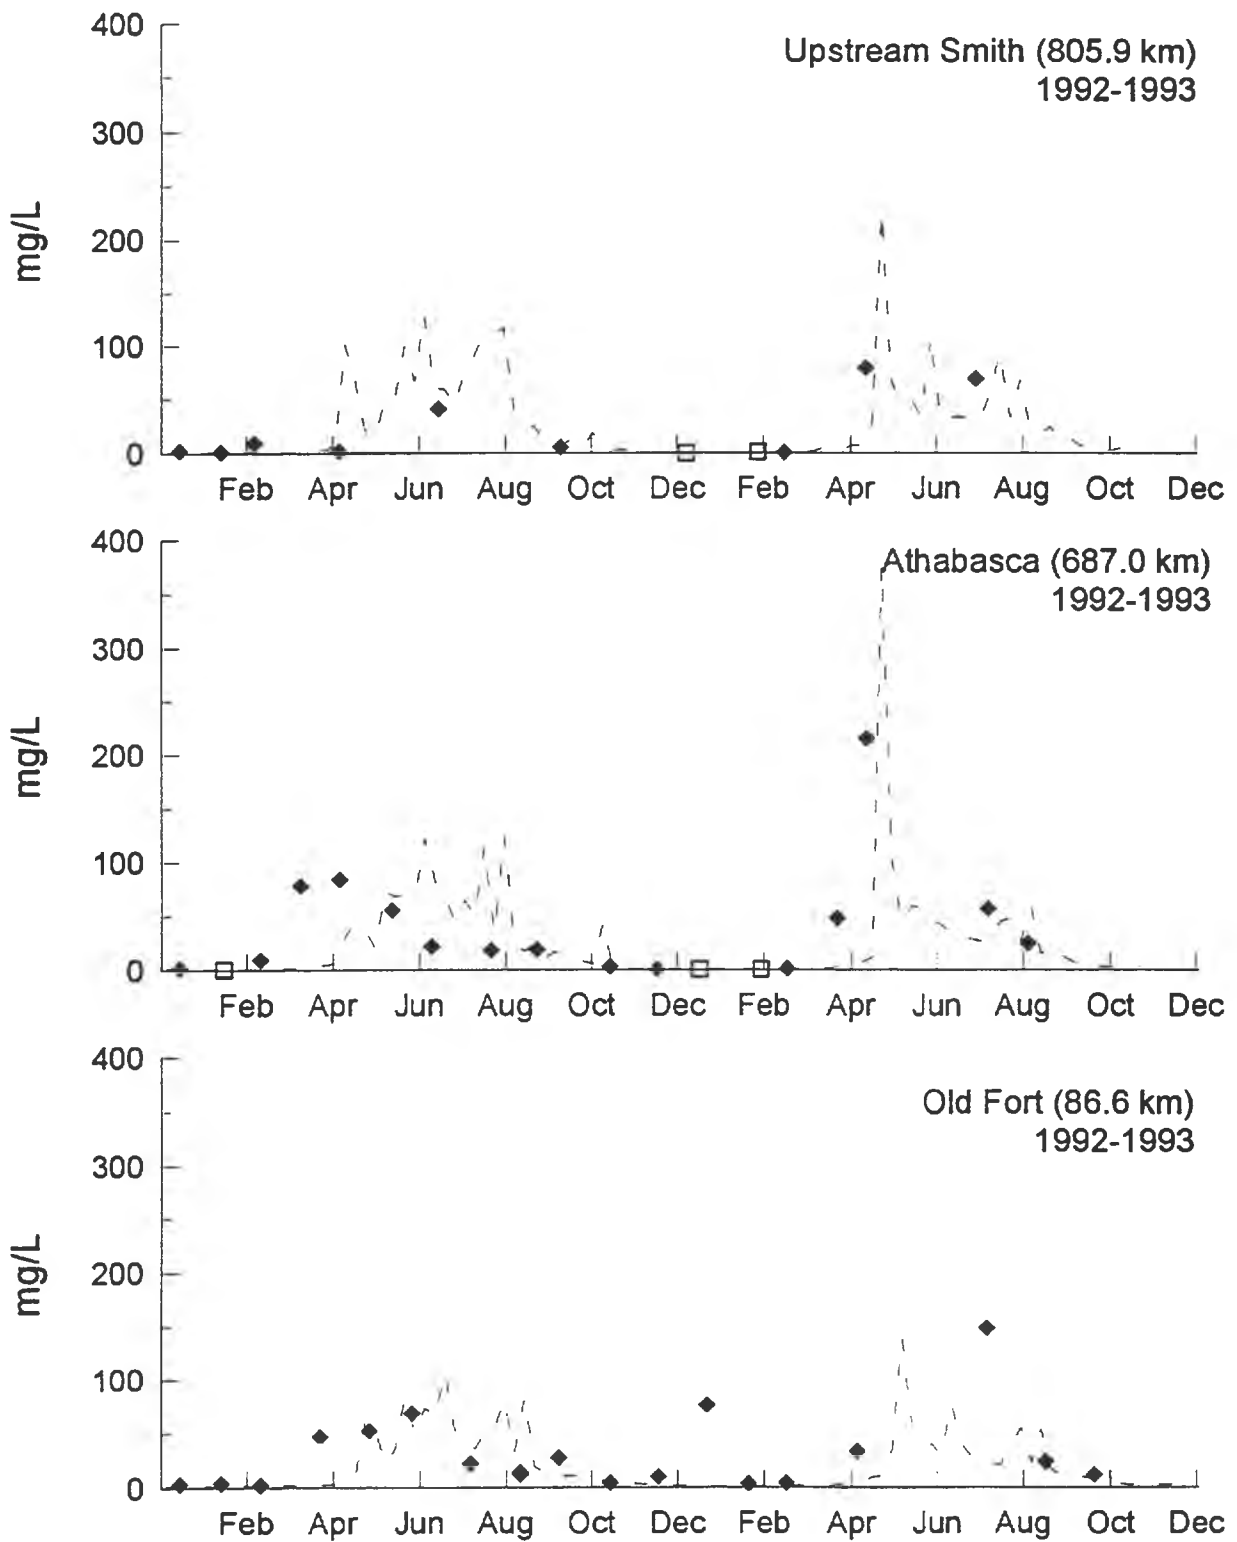 400
Upstream Smith (805.9 km)
1992-1993
300
mg/L
200
100
0
Feb Apr Jun Aug Oct Dec Feb Apr Jun Aug Oct Dec
400
Athabasca (687.0 km)
1992-1993
300
mg/L
200
100
0
Feb Apr Jun Aug Oct Dec Feb Apr Jun Aug Oct Dec
400
Old Fort (86.6 km)
1992-1993
300
mg/L
200
100
0
Feb Apr Jun Aug Oct Dec Feb Apr Jun Aug Oct Dec